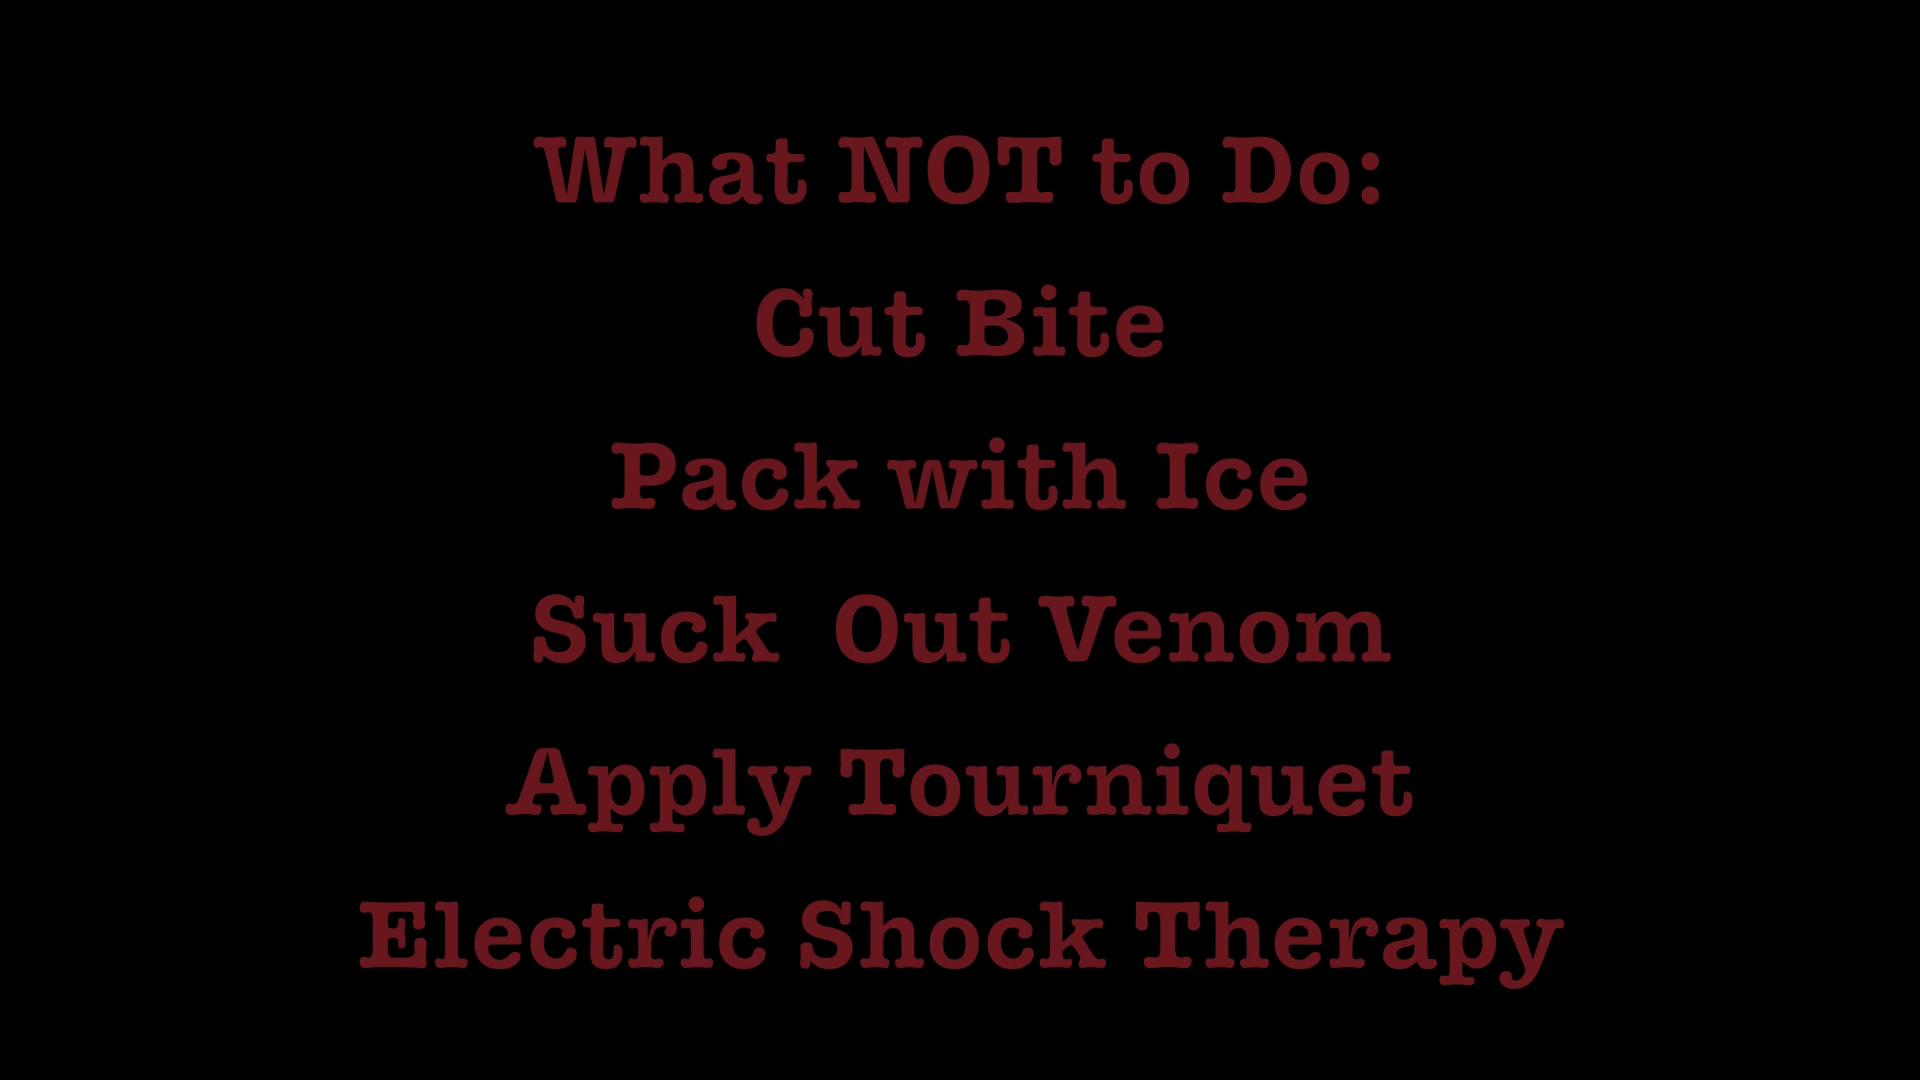 What NOT to Do:
Cut Bite
Pack with Ice
Suck  Out Venom
Apply Tourniquet
Electric Shock Therapy